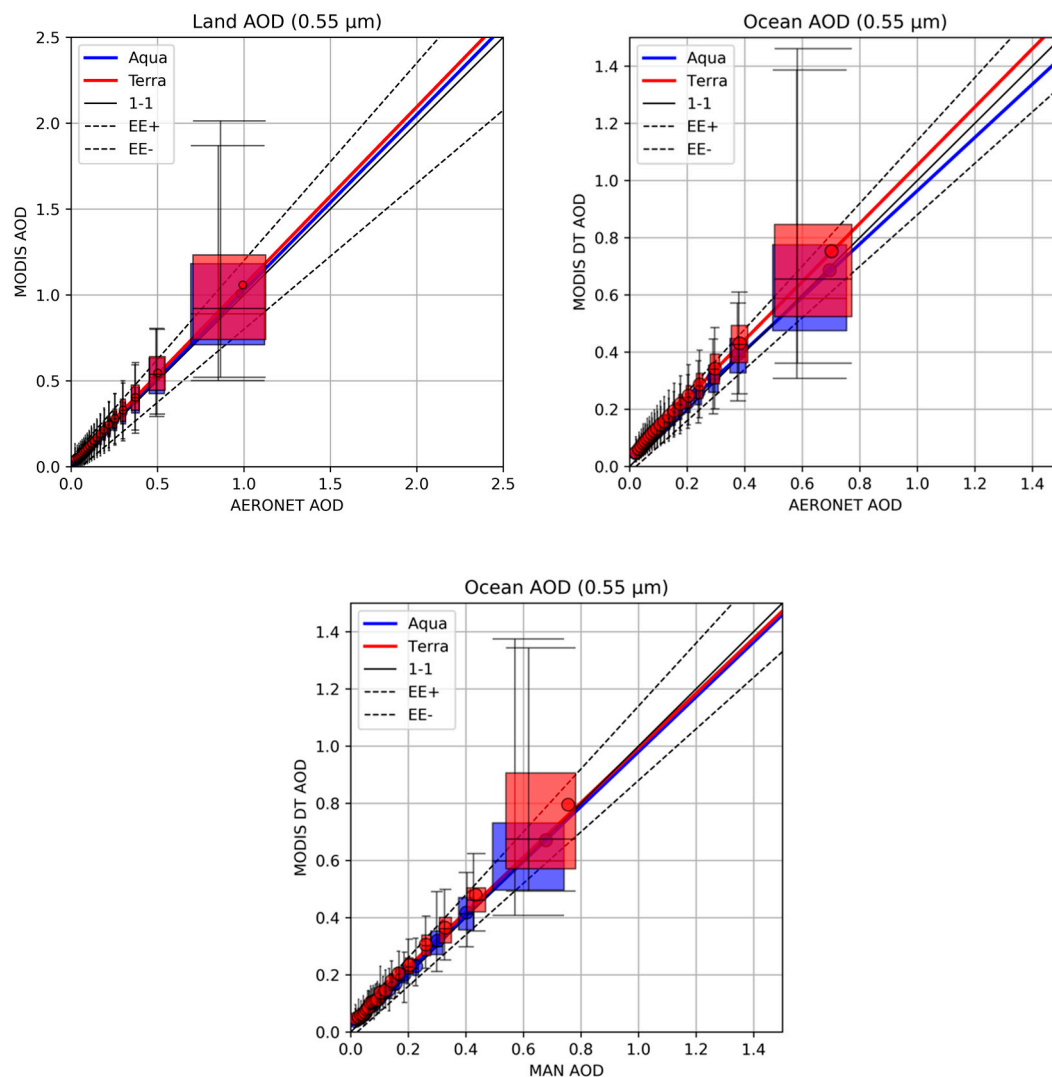 Land AOD (0.55 µm)
2.5
2.0
1.5
1.0
0.5
0.0
MODIS AOD
Aqua
Terra
1-1
EE+
EE-
0.0 0.5 1.0 1.5 2.0 2.5
AERONET AOD
Ocean AOD (0.55 µm)
1.4
1.2
1.0
0.8
0.6
0.4
0.2
0.0
MODIS DT AOD
Aqua
Terra
1-1
EE+
EE-
0.0 0.2 0.4 0.6 0.8 1.0 1.2 1.4
AERONET AOD
Ocean AOD (0.55 µm)
1.4
1.2
1.0
0.8
0.6
0.4
0.2
0.0
MODIS DT AOD
Aqua
Terra
1-1
EE+
EE-
0.0 0.2 0.4 0.6 0.8 1.0 1.2 1.4
MAN AOD